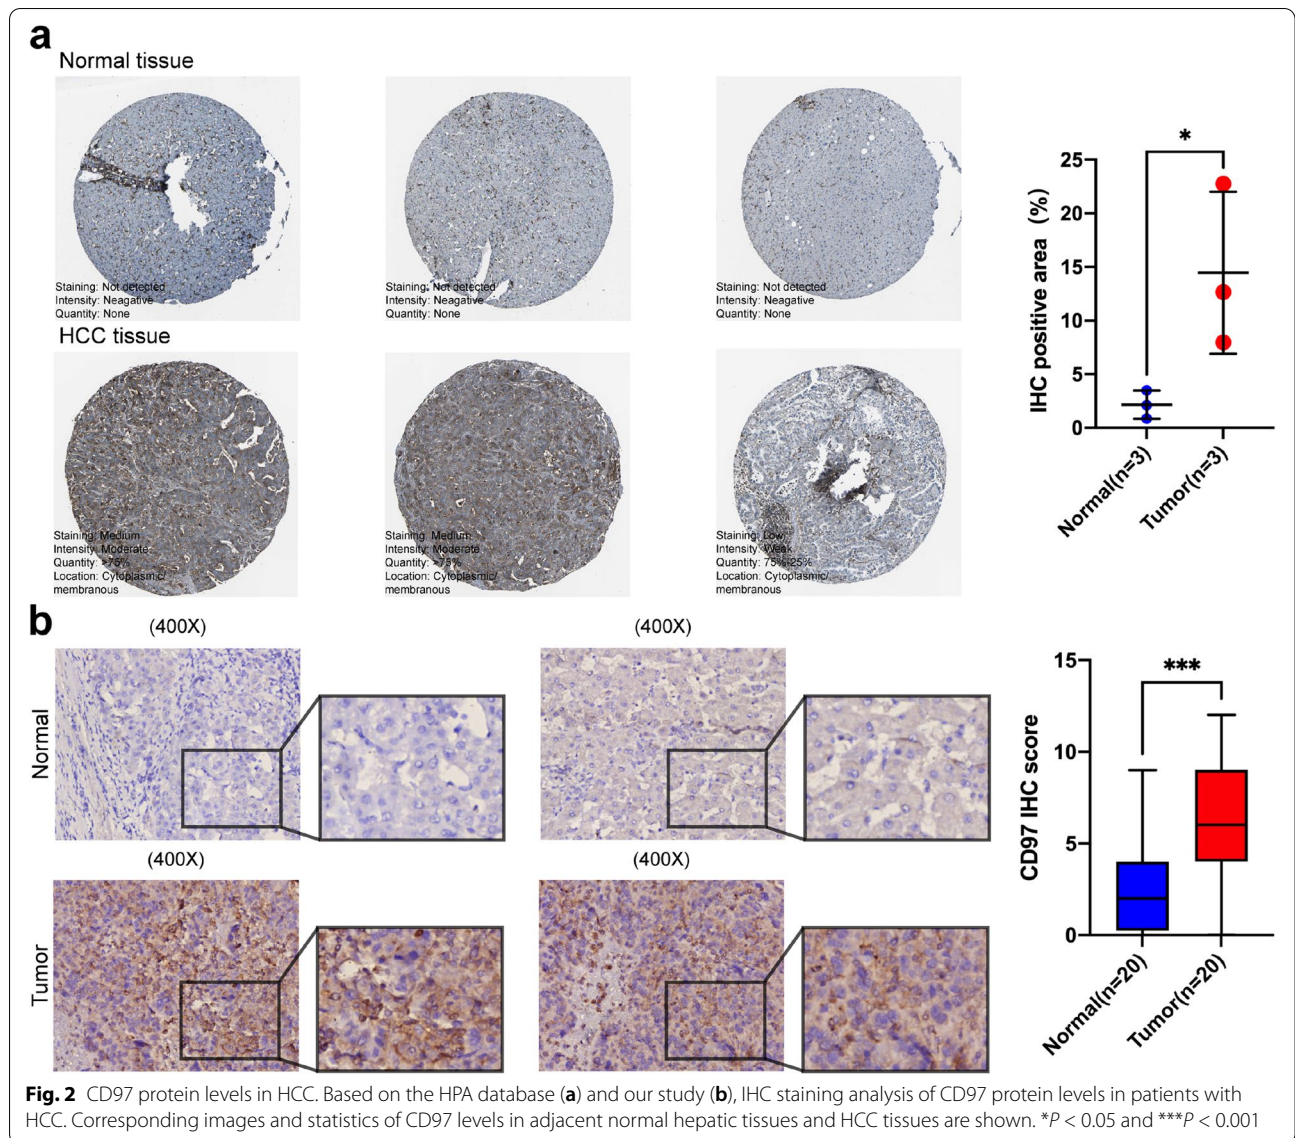 a
Normal tissue
Staining: Not detected
Intensity: Neagative
Quantity: None
Staining: Not detected
Intensity: Neagative
Quantity: None
Staining: Not detected
Intensity: Neagative
Quantity: None
HCC tissue
Staining: Medium
Intensity: Moderate
Quantity: >75%
Location: Cytoplasmic/
membranous
Staining: Medium
Intensity: Moderate
Quantity: >75%
Location: Cytoplasmic/
membranous
Staining: Low
Intensity: Weak
Quantity: 75%-25%
Location: Cytoplasmic/
membranous
*
IHC positive area (%)
25
20
15
10
5
0
Normal(n=3)
Tumor(n=3)
b
(400X)
(400X)
Normal
(400X)
(400X)
Tumor
***
CD97 IHC score
15
10
5
0
Normal(n=20)
Tumor(n=20)
Fig. 2 CD97 protein levels in HCC. Based on the HPA database (a) and our study (b), IHC staining analysis of CD97 protein levels in patients with
HCC. Corresponding images and statistics of CD97 levels in adjacent normal hepatic tissues and HCC tissues are shown. *P < 0.05 and ***P < 0.001